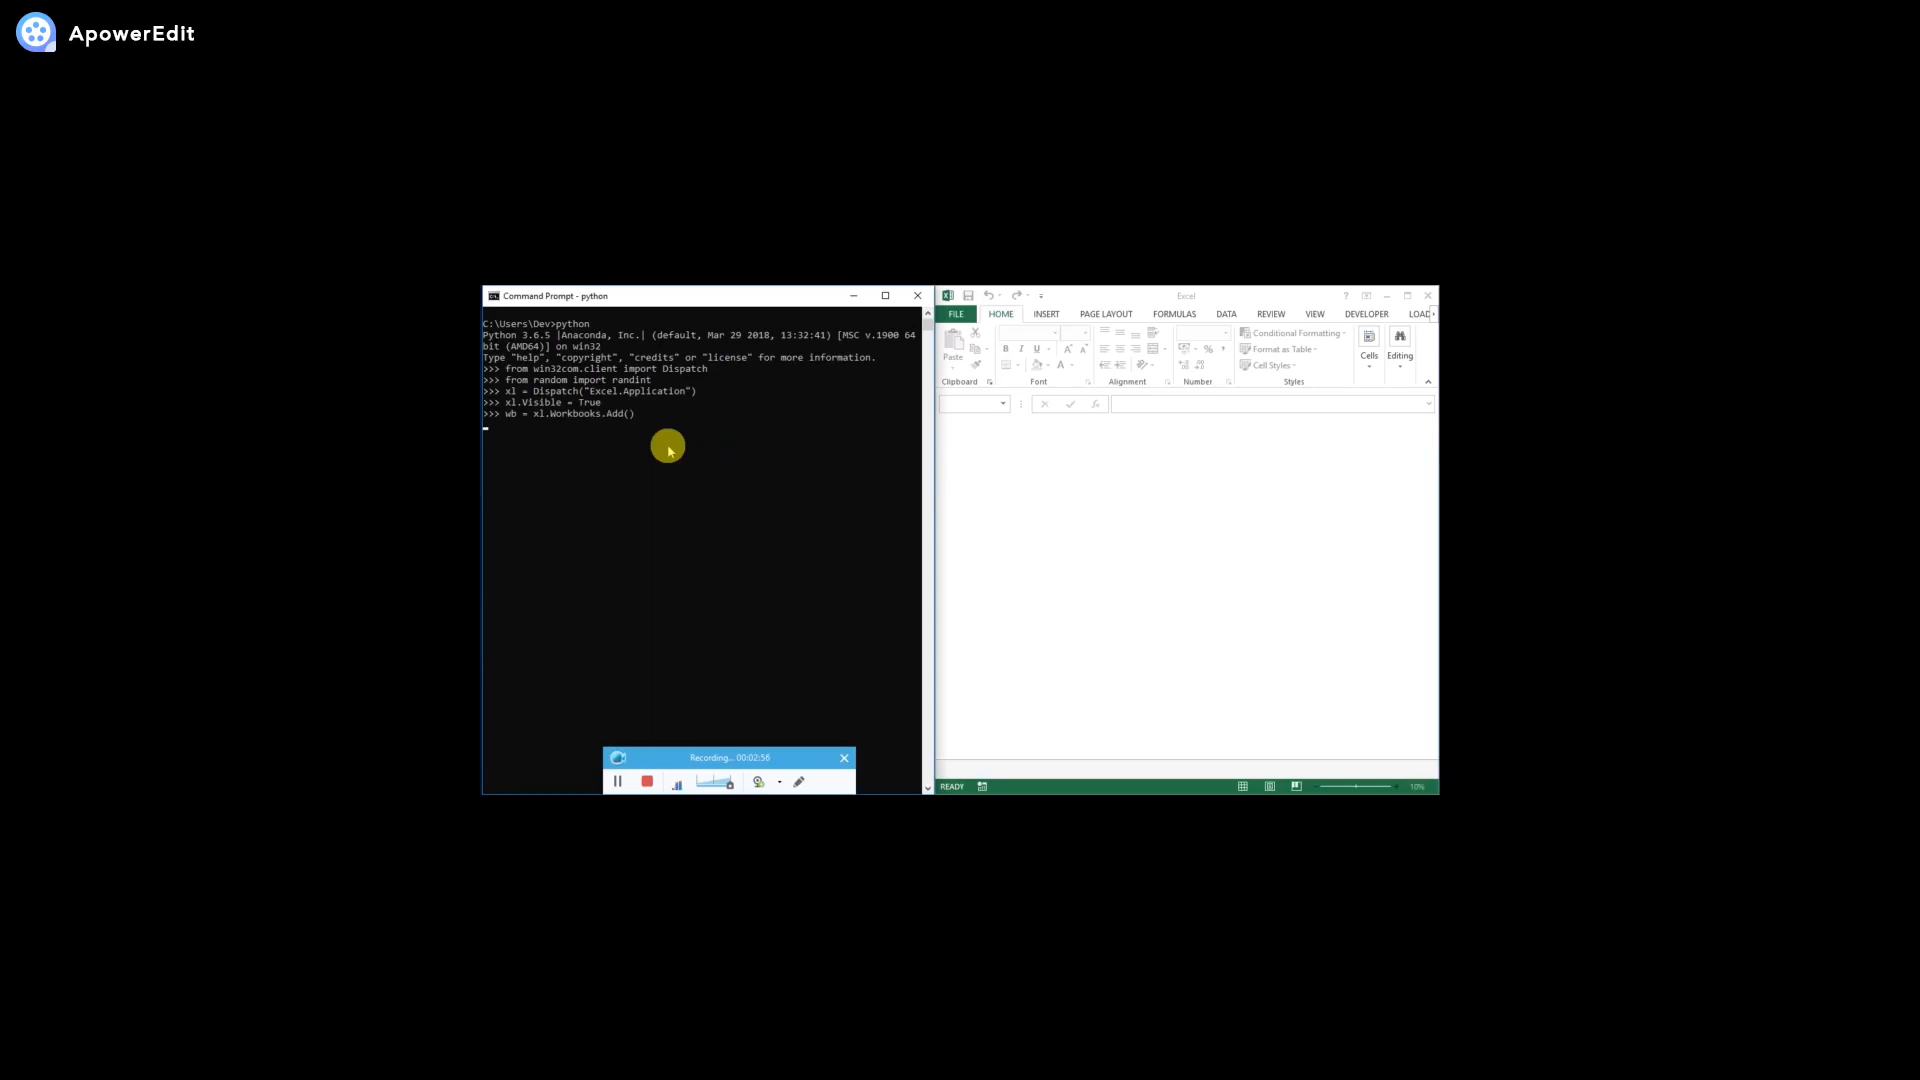 ApowerEdit
Command Prompt - python
C:\Users\Dev>python
Python 3.6.5 |Anaconda, Inc.| (default, Mar 29 2018, 13:32:41) [MSC v.1900 64
bit (AMD64)] on win32
Type "help", "copyright", "credits" or "license" for more information.
>>> from win32com.client import Dispatch
>>> from random import randint
>>> xl = Dispatch("Excel.Application")
>>> xl.Visible = True
>>> wb = xl.Workbooks.Add()
Recording... 00:02:56
Excel
FILE HOME INSERT PAGE LAYOUT FORMULAS DATA REVIEW VIEW DEVELOPER LOAD
Paste
B I U A A A
% ,
Conditional Formatting
Format as Table
Cell Styles
Cells
Editing
Clipboard Font Alignment Number Styles
fx
READY
10%